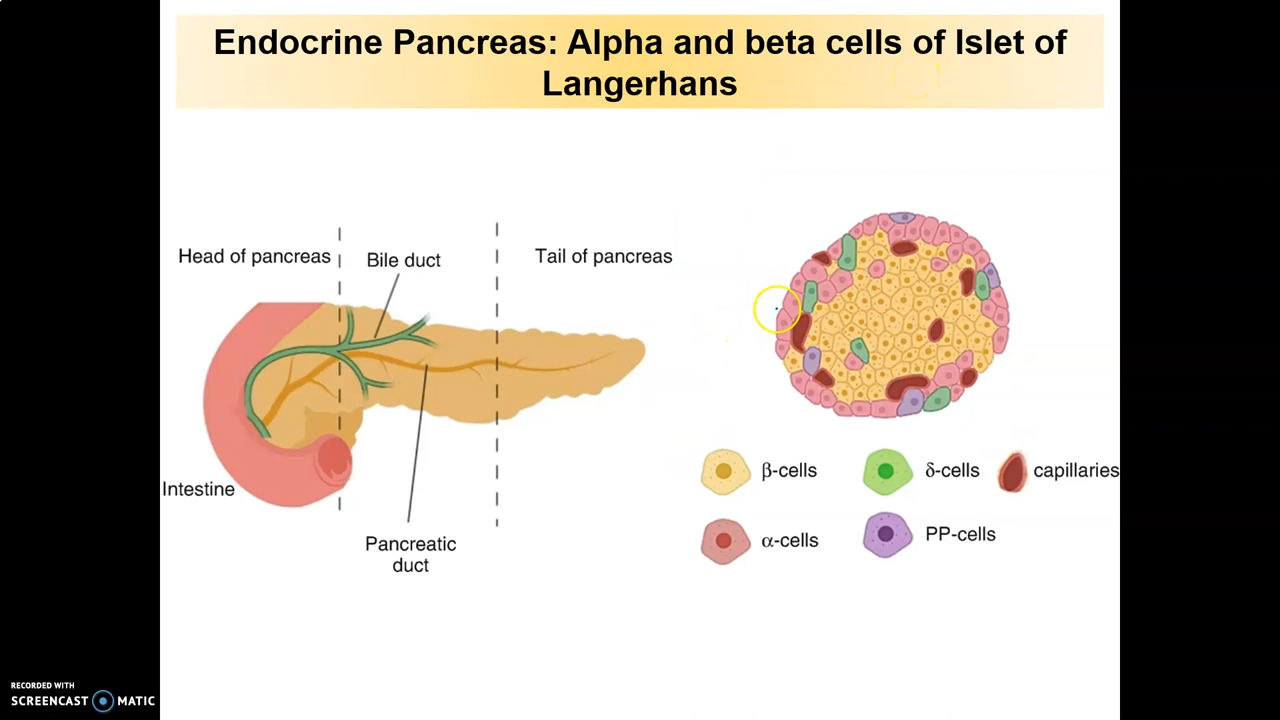 Endocrine Pancreas: Alpha and beta cells of Islet of
Langerhans
Head of pancreas
Bile duct
Tail of pancreas
Intestine
Pancreatic
duct
β-cells
δ-cells
capillaries
α-cells
PP-cells
RECORDED WITH
SCREENCAST MATIC